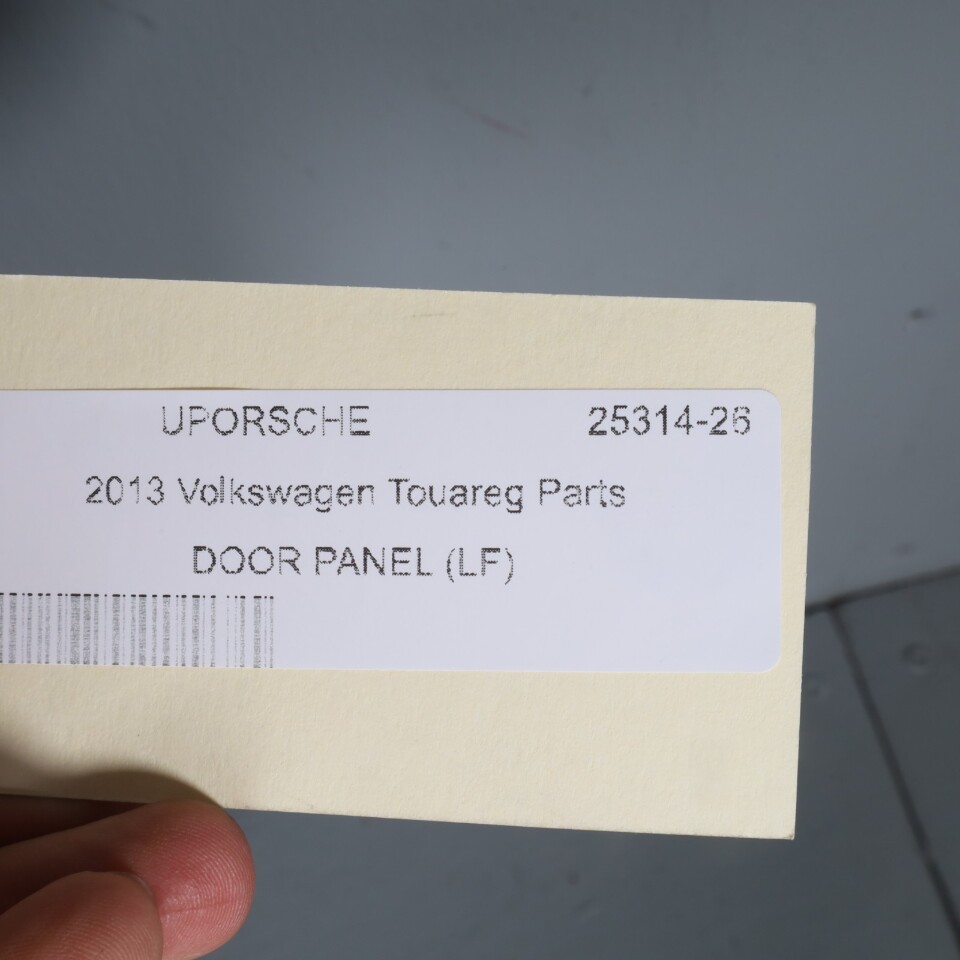 UPORSCHE 25314-26
2013 Volkswagen Touareg Parts
DOOR PANEL (LF)